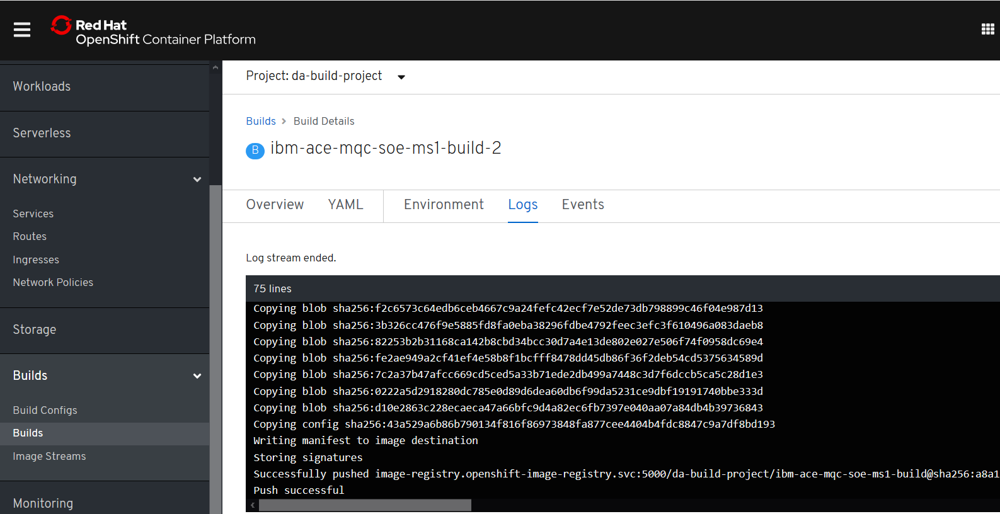 Red Hat
OpenShift Container Platform
Workloads
Serverless
Networking
Services
Routes
Ingresses
Network Policies
Storage
Builds
Build Configs
Builds
Image Streams
Monitoring
Project: da-build-project
Builds > Build Details
B ibm-ace-mqc-soe-ms1-build-2
Overview YAML Environment Logs Events
Log stream ended.
75 lines
Copying blob sha256:f2c6573c64edb6ceb4667c9a24fefc42ecf7e52de73db798899c46f04e987d13
Copying blob sha256:3b326cc476f9e5885fd8fa0eba38296fdbe4792feec3efc3f610496a083daeb8
Copying blob sha256:82253b2b31168ca142b8cbd34bcc30d7a4e13de802e027e506f74f0958dc69e4
Copying blob sha256:fe2ae949a2cf41ef4e58b8f1bcfff8478dd45db86f36f2deb54cd5375634589d
Copying blob sha256:7c2a37b47afcc669cd5ced5a33b71ede2db499a7448c3d7f6dccb5ca5c28d1e3
Copying blob sha256:0222a5d2918280dc785e0d89d6dea60db6f99da5231ce9dbf19191740bbe333d
Copying blob sha256:d10e2863c228ecaeca47a66bfc9d4a82ec6fb7397e040aa07a84db4b39736843
Copying config sha256:43a529a6b86b790134f816f86973848fa877cee4404b4fdc8847c9a7df8bd193
Writing manifest to image destination
Storing signatures
Successfully pushed image-registry.openshift-image-registry.svc:5000/da-build-project/ibm-ace-mqc-soe-ms1-build@sha256:a8a1
Push successful